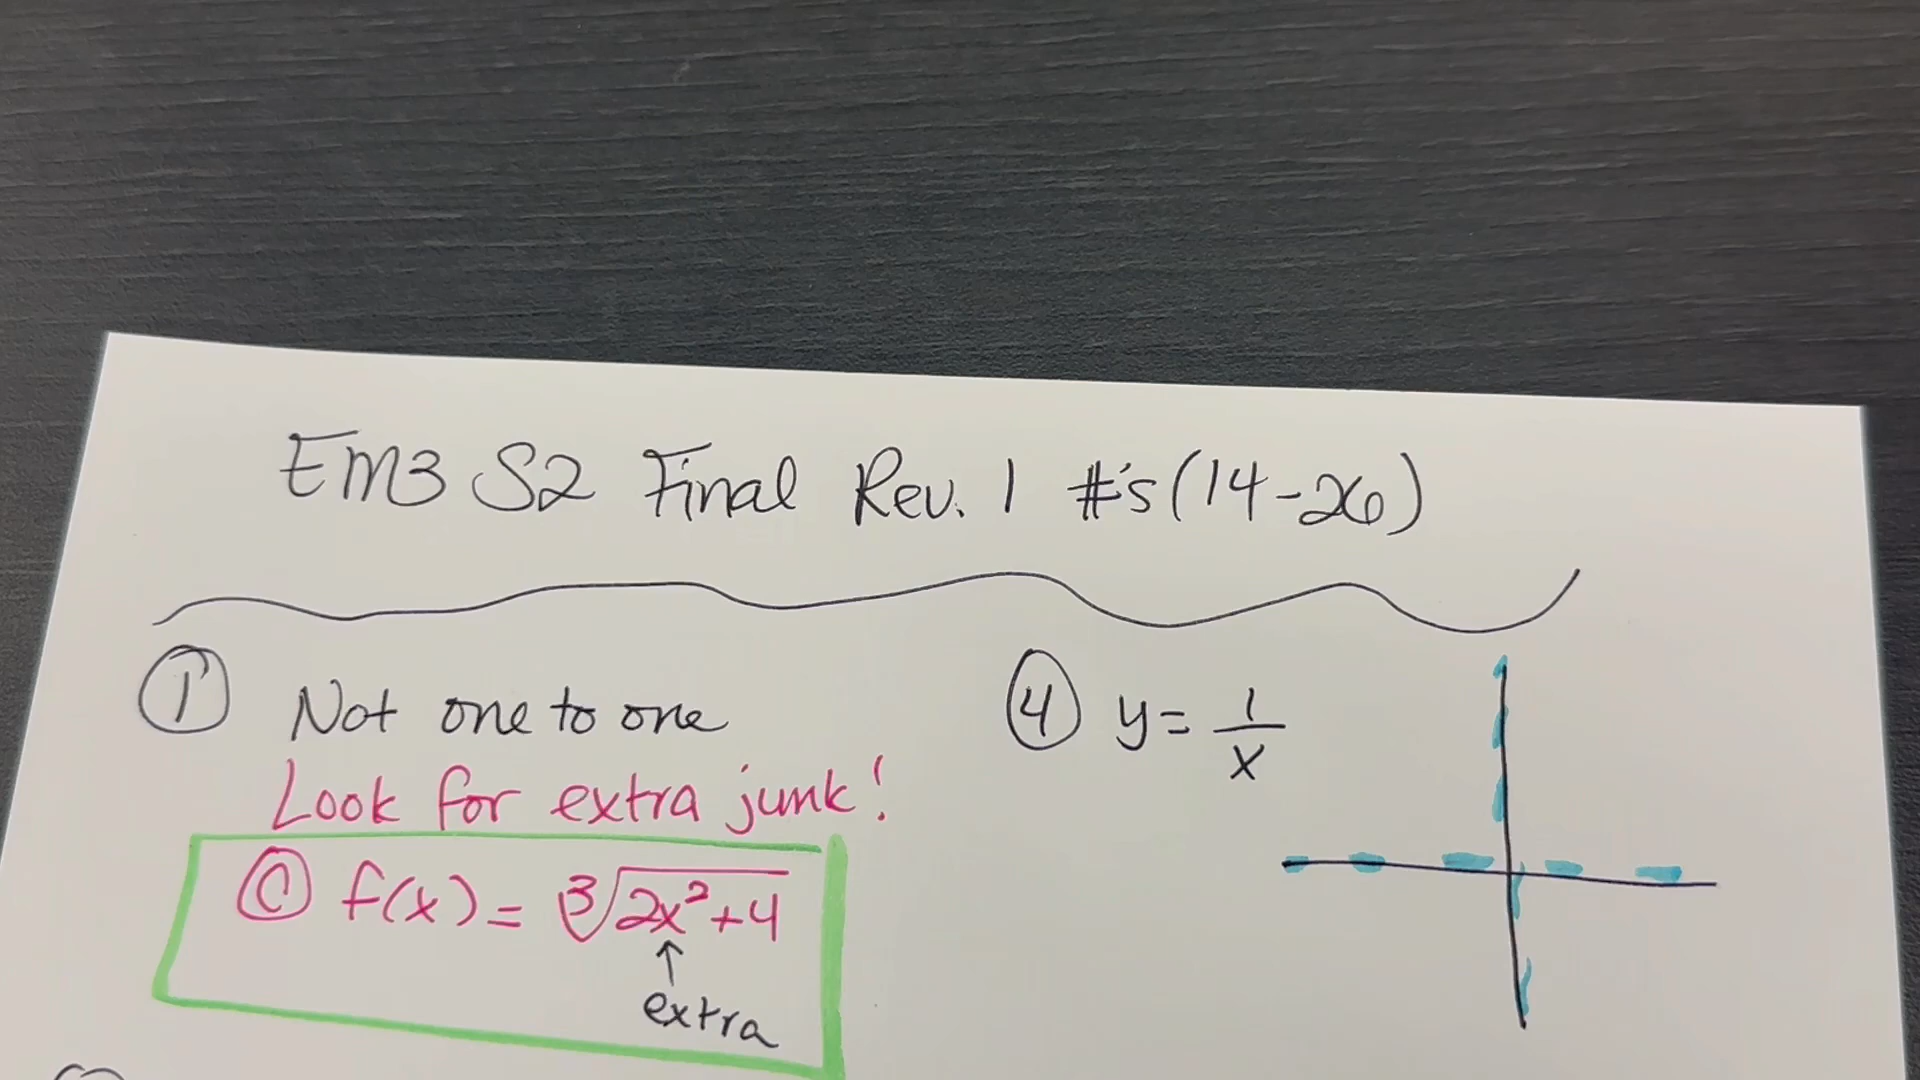 EM3 S2 Final Rev. 1 #'s (14-26)
① Not one to one
Look for extra junk!
Ⓒ f(x) = ∛(2x²+4)
↑
extra
④ y = 1/x